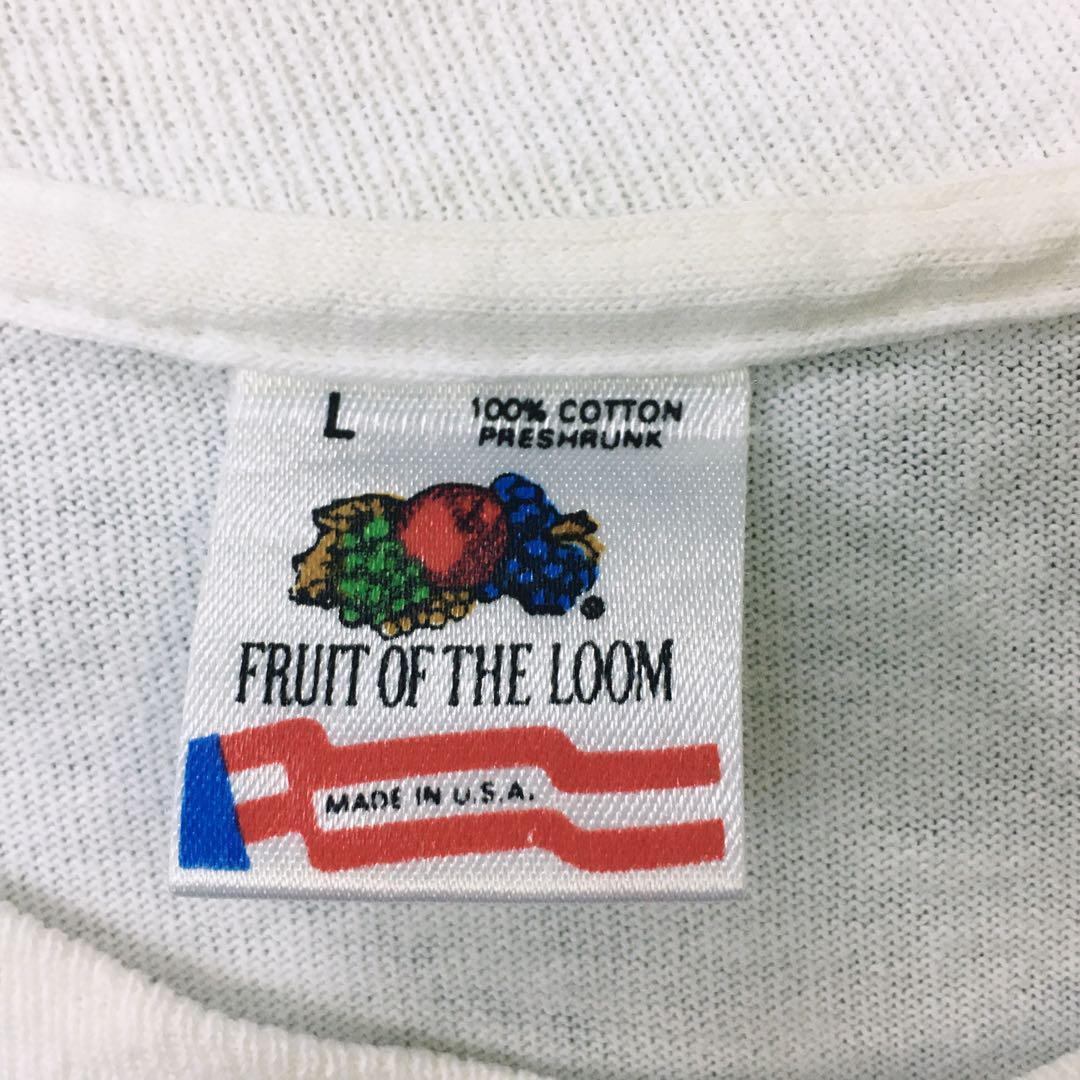 L 100% COTTON
PRESHRUNK
®
FRUIT OF THE LOOM
MADE IN U.S.A.